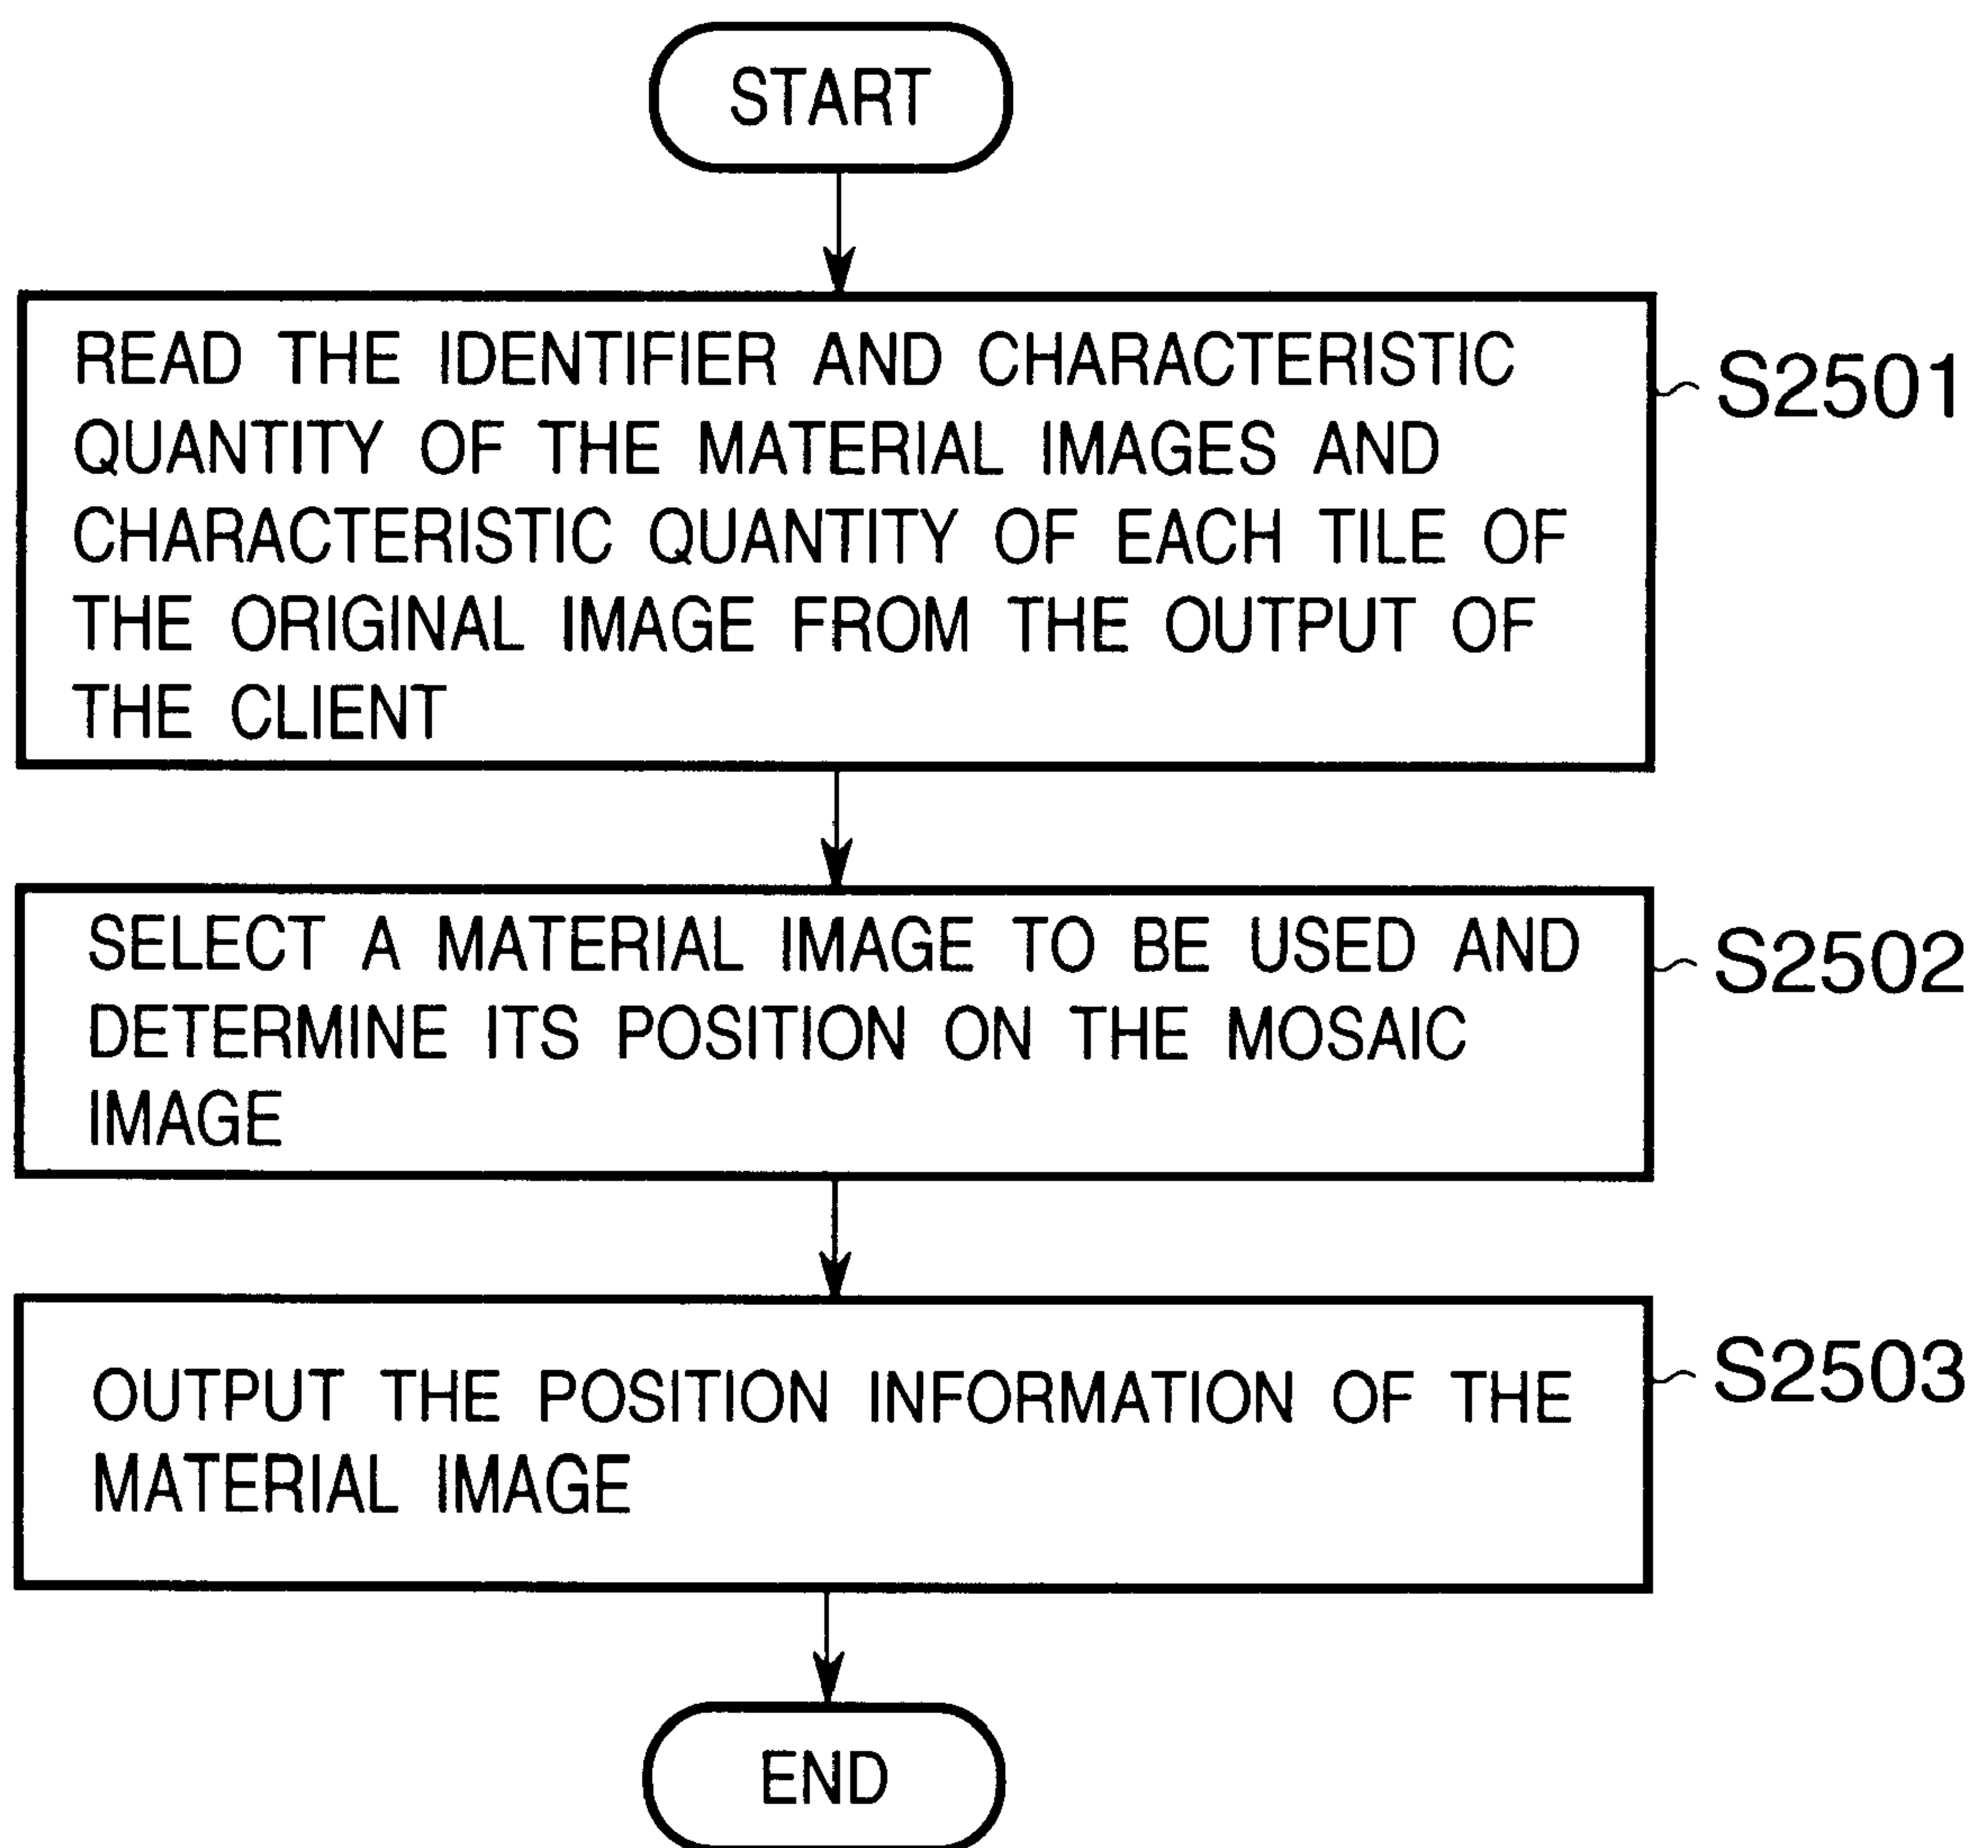 START
READ THE IDENTIFIER AND CHARACTERISTIC
QUANTITY OF THE MATERIAL IMAGES AND
CHARACTERISTIC QUANTITY OF EACH TILE OF
THE ORIGINAL IMAGE FROM THE OUTPUT OF
THE CLIENT
S2501
SELECT A MATERIAL IMAGE TO BE USED AND
DETERMINE ITS POSITION ON THE MOSAIC
IMAGE
S2502
OUTPUT THE POSITION INFORMATION OF THE
MATERIAL IMAGE
S2503
END